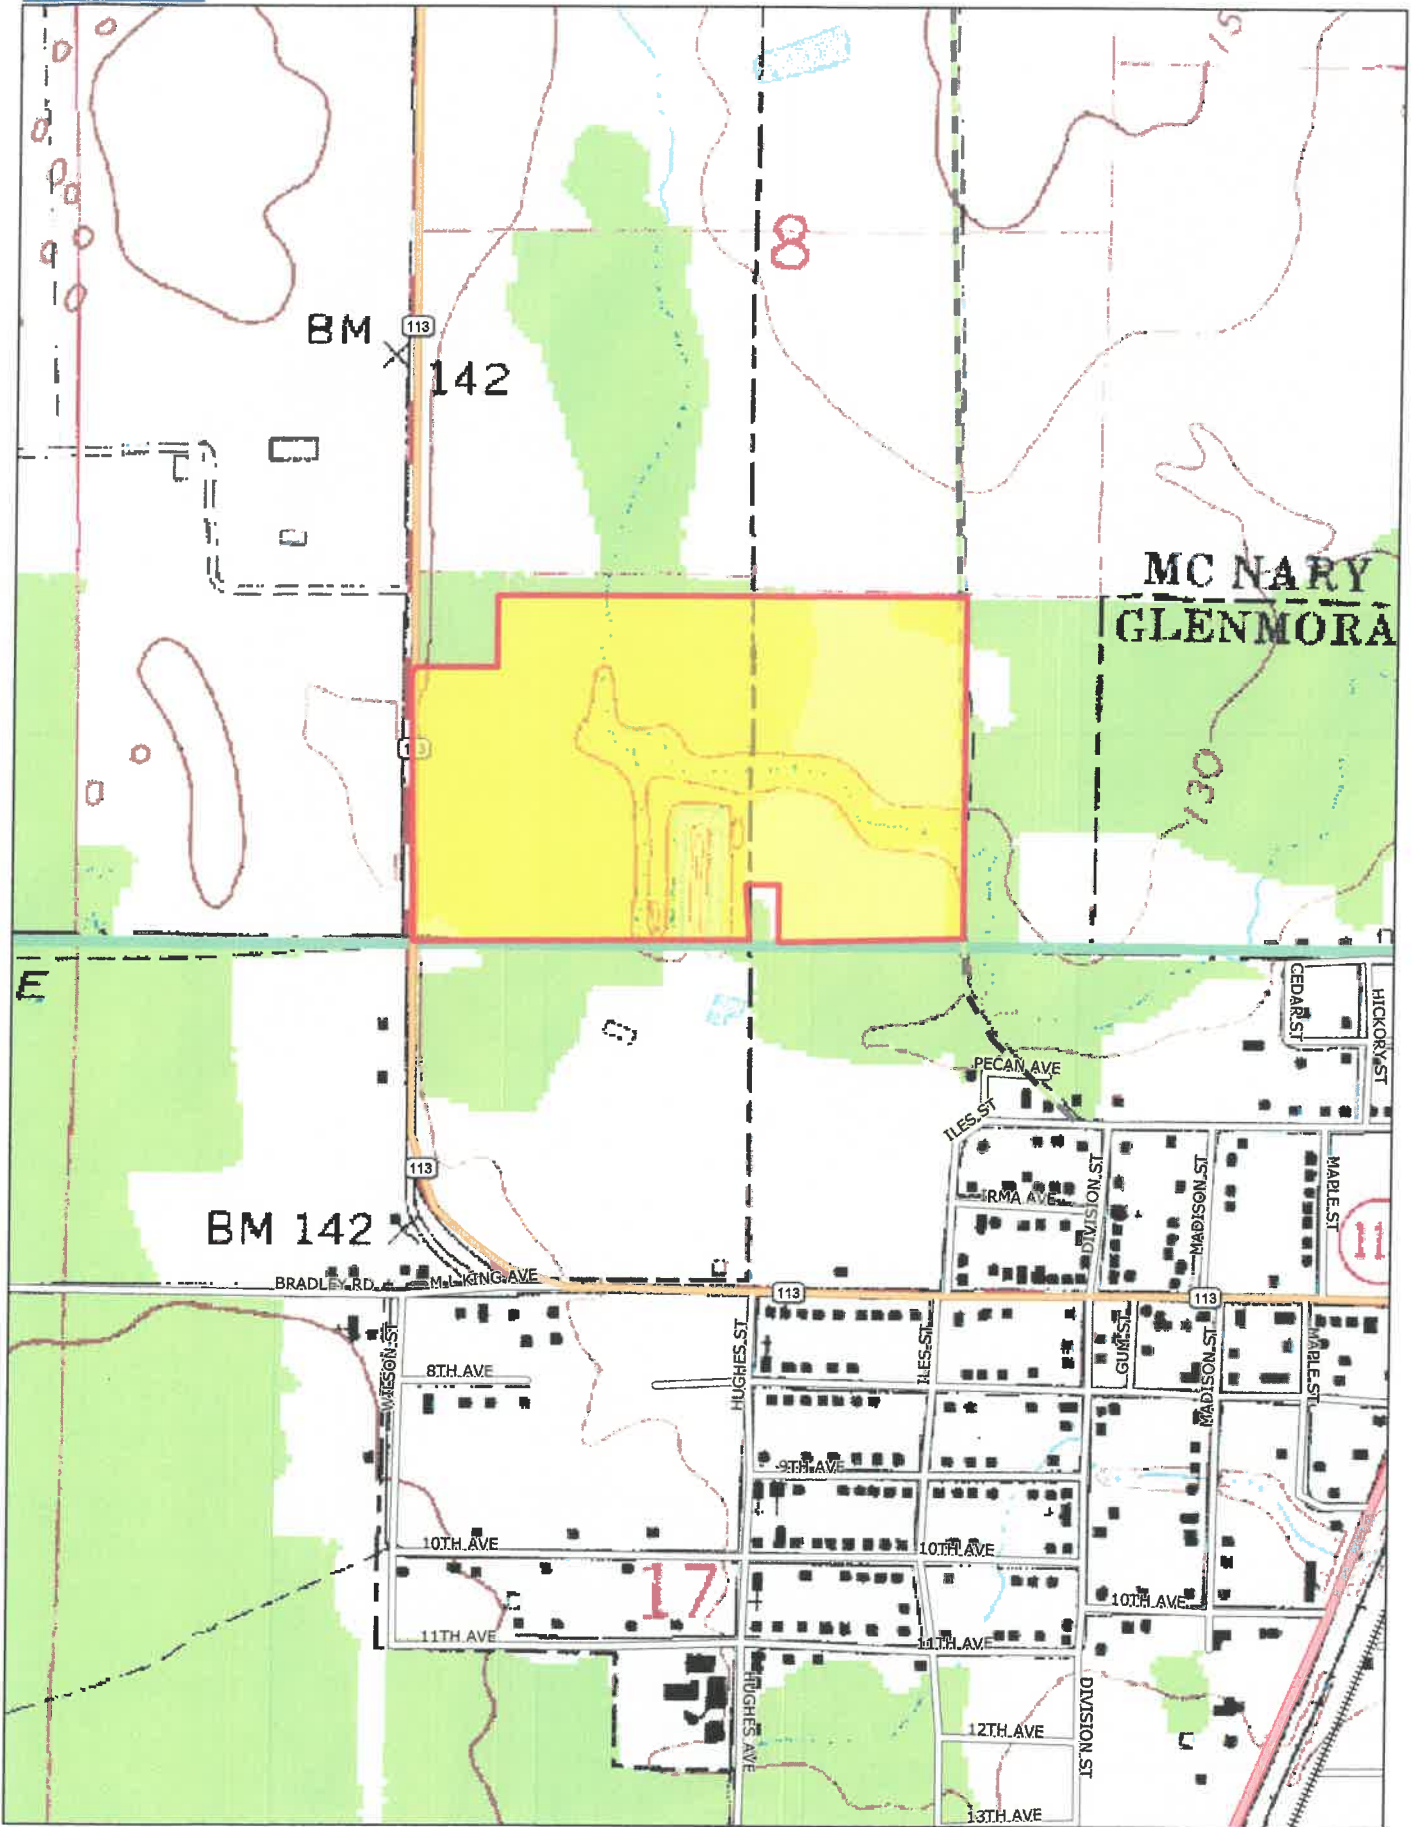 15
8
113
BM
142
MC NARY
GLENMORA
130
E
CEDAR ST
HICKORY ST
PECAN AVE
ILES ST
113
IRMA AVE
DIVISION ST
MADISON ST
MAPLE ST
11
BM 142
BRADLEY RD
M L KING AVE
113
113
WILSON ST
HUGHES ST
ILES ST
GUM ST
MADISON ST
MAPLE ST
8TH AVE
9TH AVE
10TH AVE
10TH AVE
17
10TH AVE
11TH AVE
11TH AVE
HUGHES AVE
DIVISION ST
12TH AVE
13TH AVE